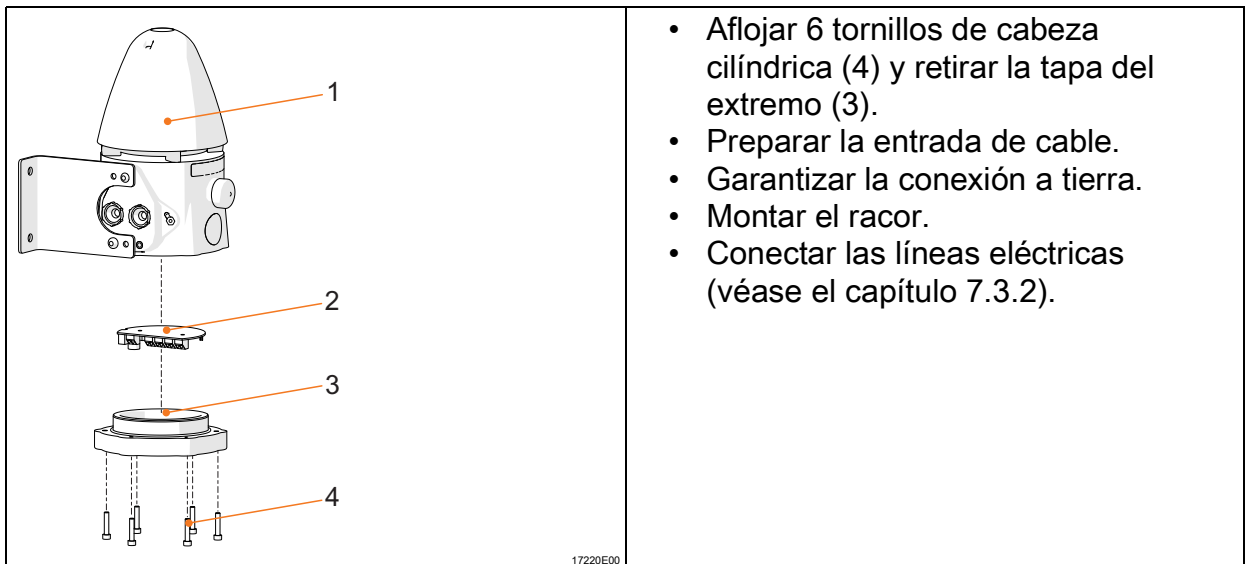 1
2
3
4
17220E00
• Aflojar 6 tornillos de cabeza
cilíndrica (4) y retirar la tapa del
extremo (3).
• Preparar la entrada de cable.
• Garantizar la conexión a tierra.
• Montar el racor.
• Conectar las líneas eléctricas
(véase el capítulo 7.3.2).